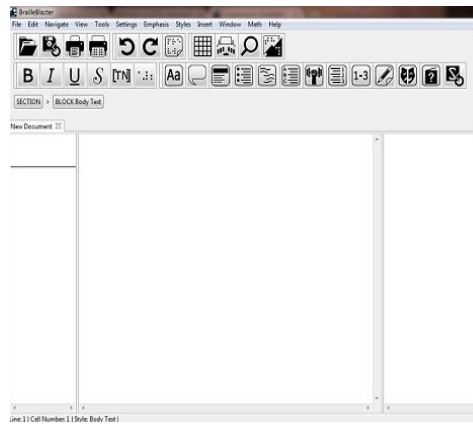 BrailleBlaster
File Edit Navigate View Tools Settings Emphasis Styles Insert Window Math Help
B I U S [TN] Aa 1-3
SECTION > BLOCK Body Text
New Document
Line: 1 | Cell Number: 1 | Style: Body Text |